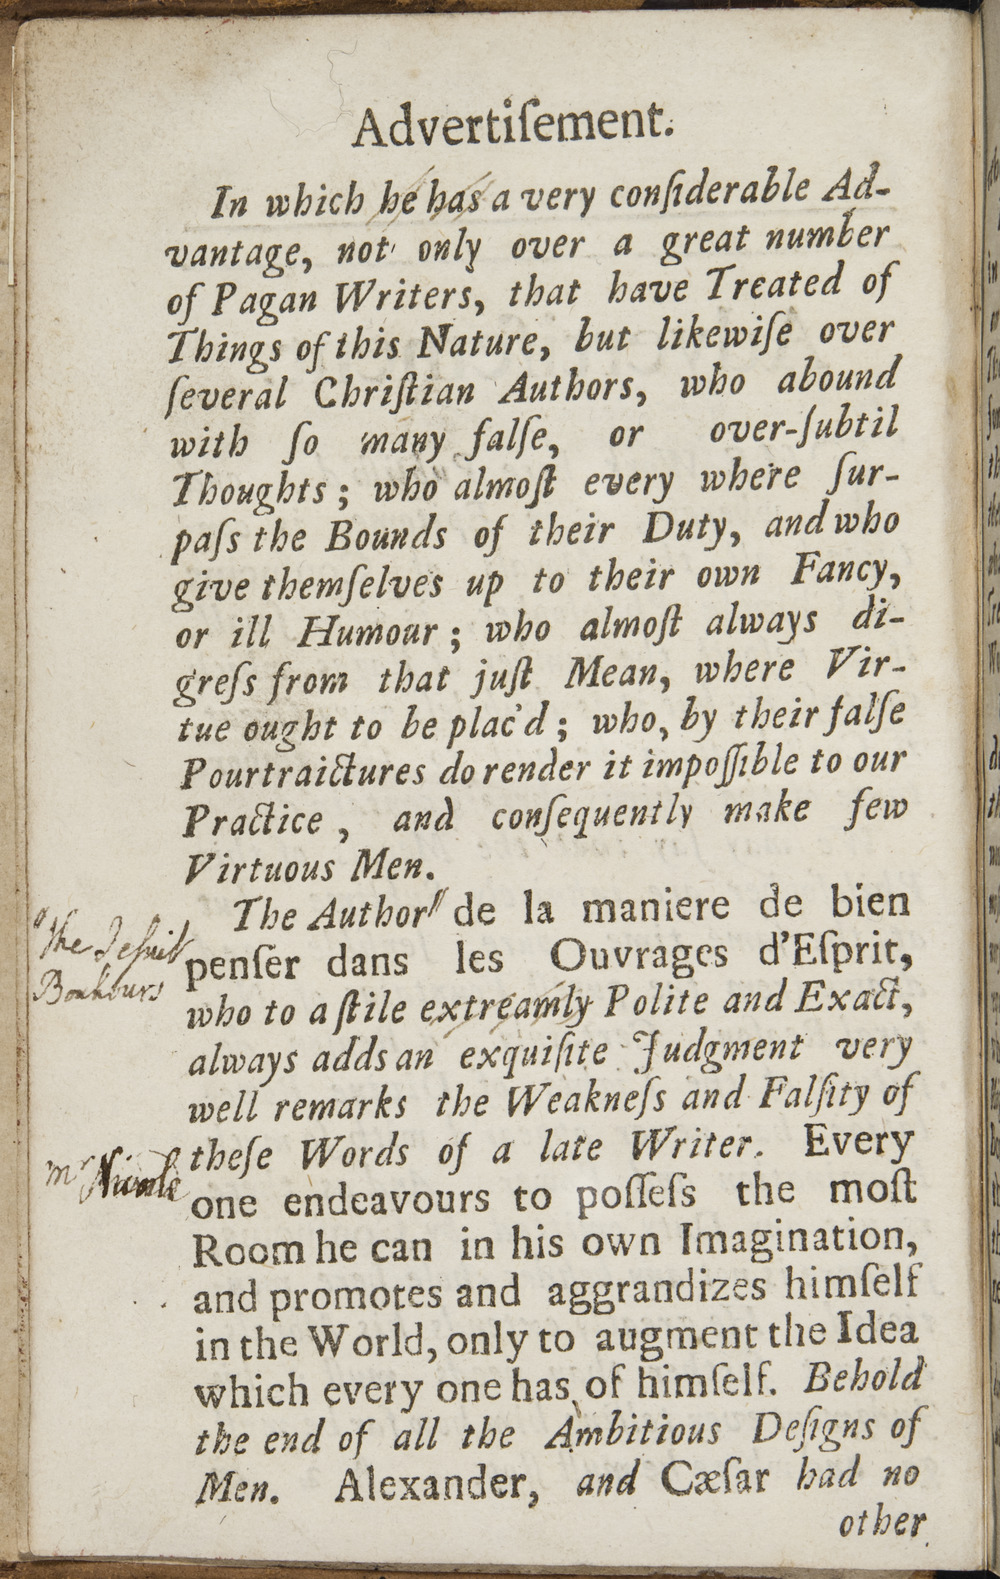 Advertiſement.
In which he has a very conſiderable Ad-
vantage, not only over a great number
of Pagan Writers, that have Treated of
Things of this Nature, but likewiſe over
ſeveral Chriſtian Authors, who abound
with ſo many falſe, or over-ſubtil
Thoughts; who almoſt every where ſur-
paſs the Bounds of their Duty, and who
give themſelves up to their own Fancy,
or ill Humour; who almoſt always di-
greſs from that juſt Mean, where Vir-
tue ought to be plac'd; who, by their falſe
Pourtraictures do render it impoſſible to our
Practice, and conſequently make few
Virtuous Men.
The Author" de la maniere de bien
"the Jeſuit
penſer dans les Ouvrages d'Eſprit,
Bouhours
who to a ſtile extreamly Polite and Exact,
always adds an exquiſite Judgment very
well remarks the Weakneſs and Falſity of
theſe Words of a late Writer. Every
mr Nicole
one endeavours to poſſeſs the moſt
Room he can in his own Imagination,
and promotes and aggrandizes himſelf
in the World, only to augment the Idea
which every one has of himſelf. Behold
the end of all the Ambitious Deſigns of
Men. Alexander, and Cæſar had no
other